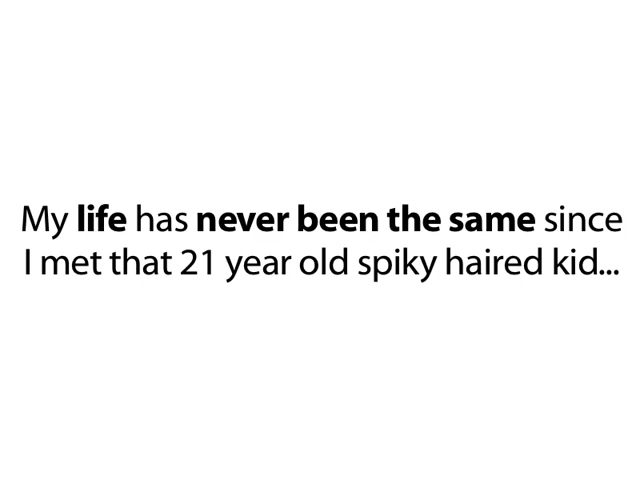 My life has never been the same since
I met that 21 year old spiky haired kid...